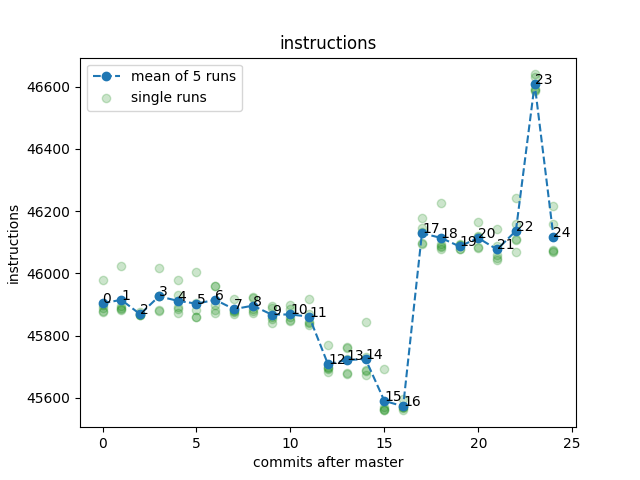 instructions
mean of 5 runs
single runs
46600
46400
46200
46000
45800
45600
instructions
0 1 2 3 4 5 6 7 8 9 10 11 12 13 14 15 16 17 18 19 20 21 22 23 24
0 5 10 15 20 25
commits after master